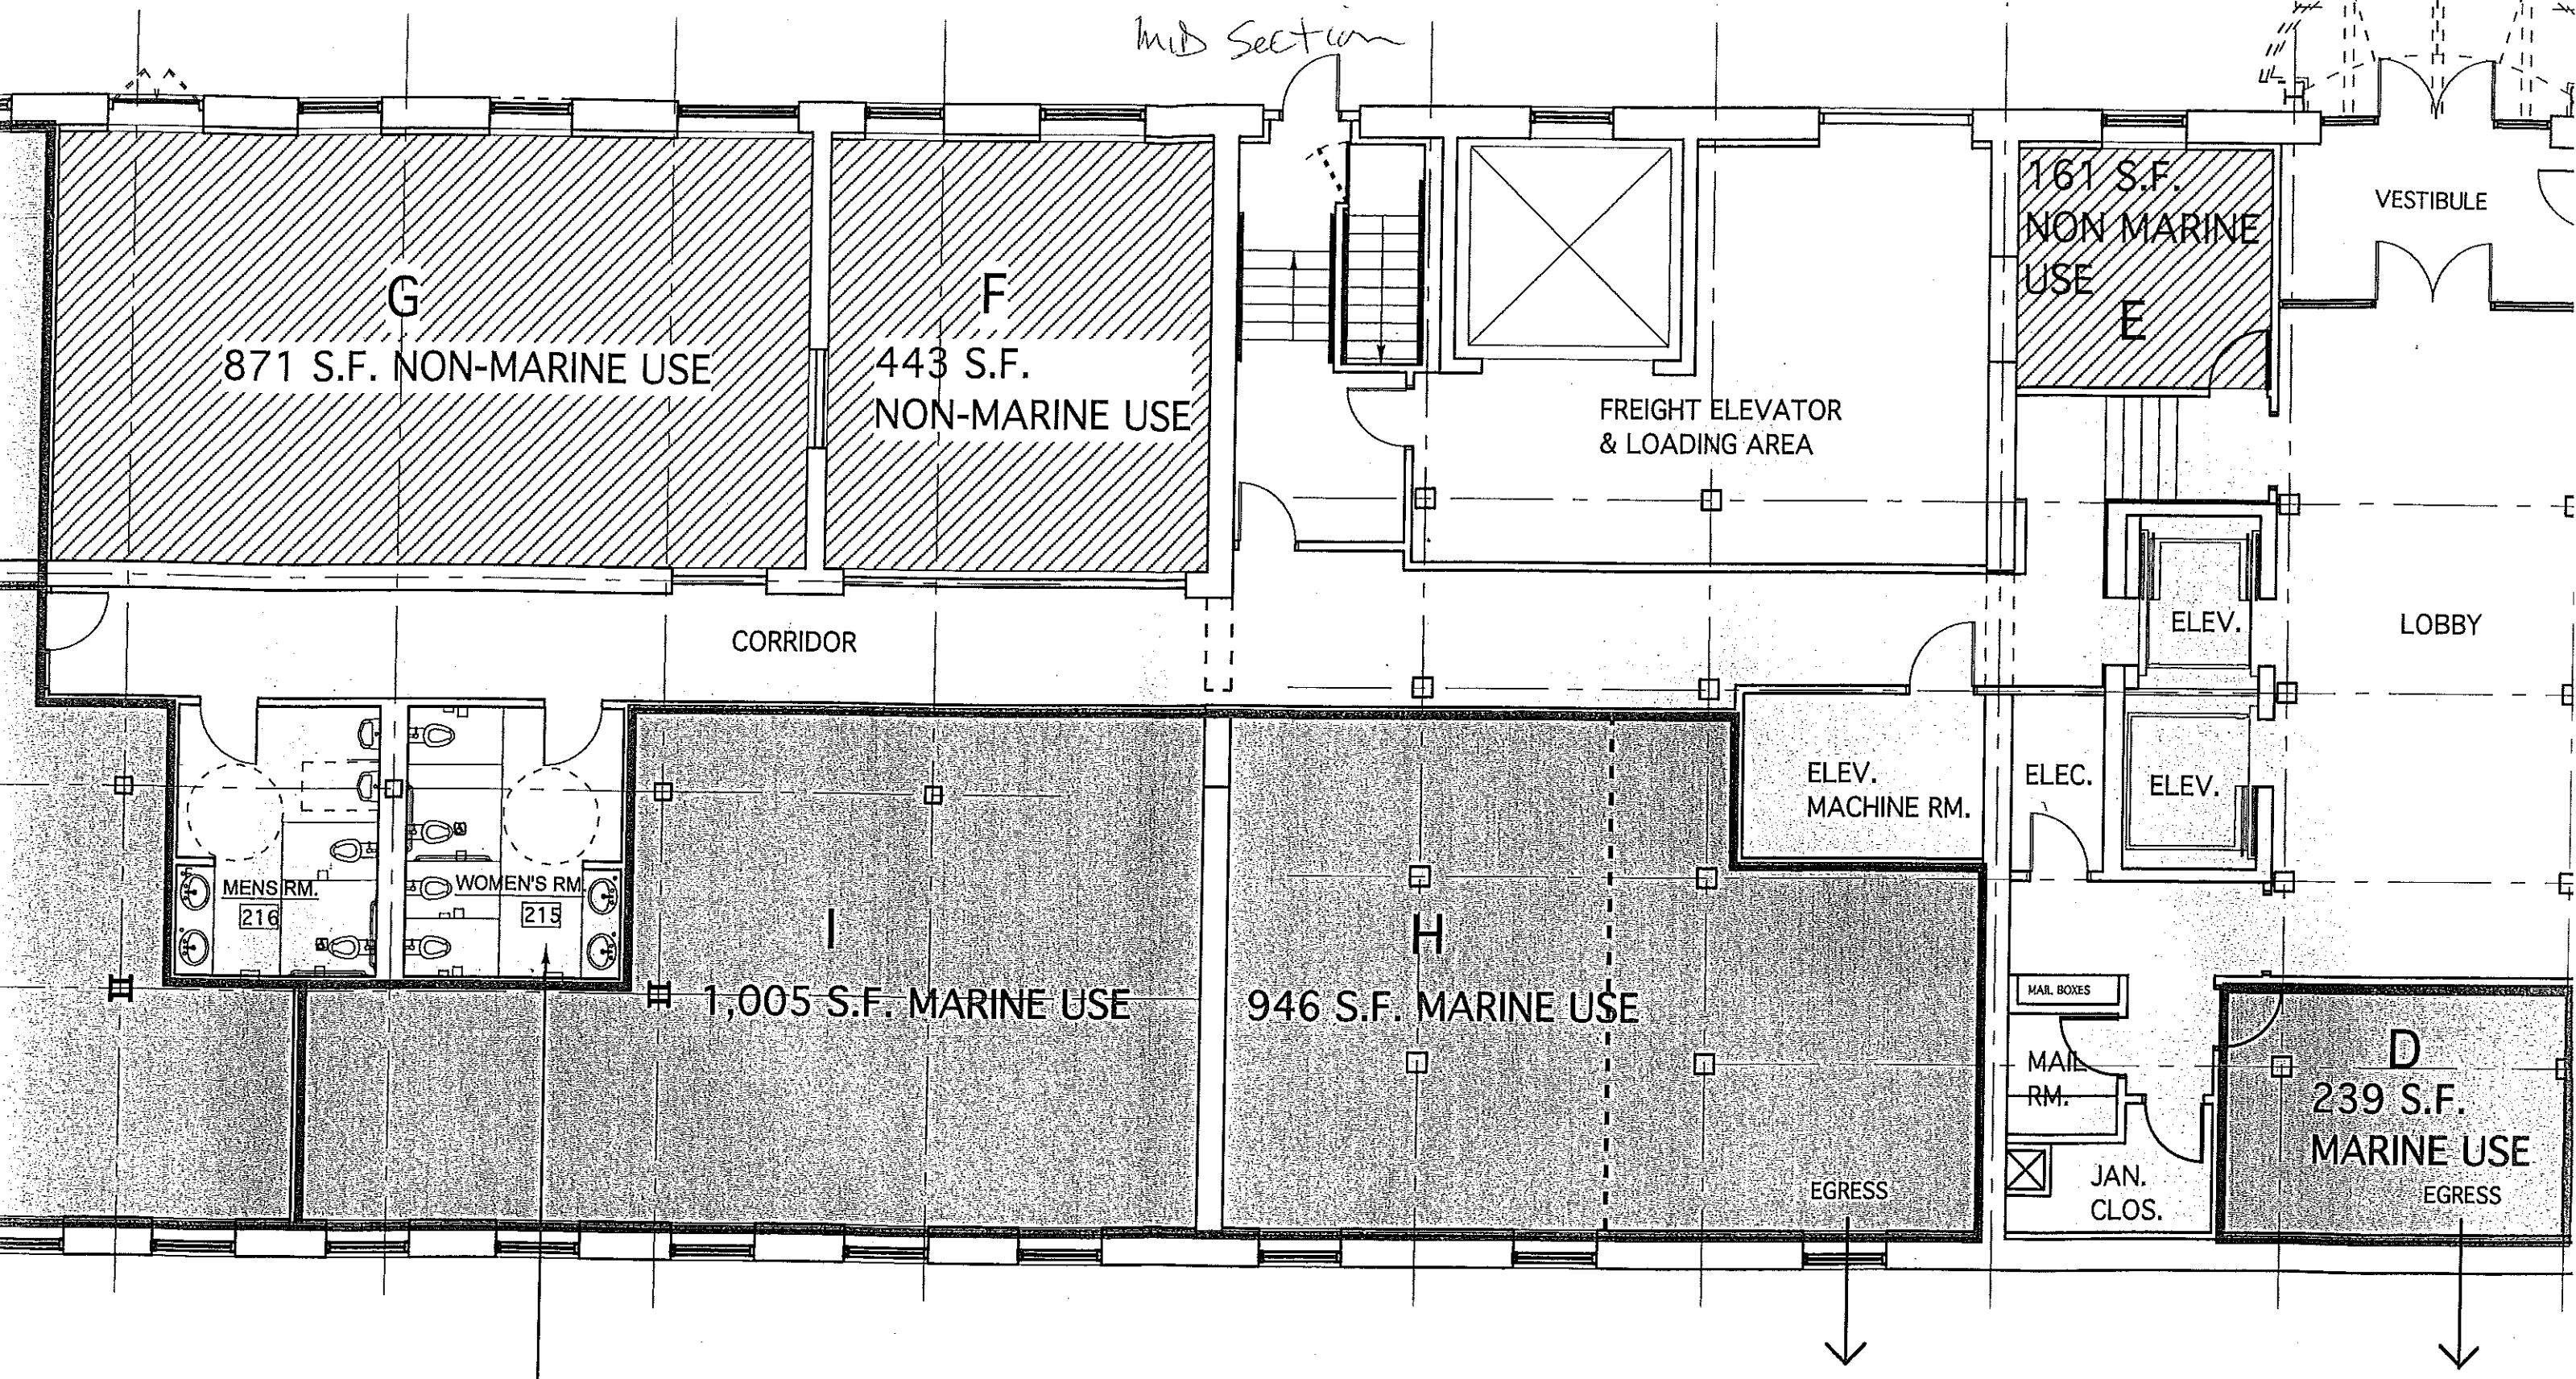 MID Section
161 S.F.
NON MARINE
USE
E
VESTIBULE
G
871 S.F. NON-MARINE USE
F
443 S.F.
NON-MARINE USE
FREIGHT ELEVATOR
& LOADING AREA
CORRIDOR
ELEV.
LOBBY
ELEV.
MACHINE RM.
ELEC.
ELEV.
MENS RM.
216
WOMEN'S RM.
215
I
1,005 S.F. MARINE USE
H
946 S.F. MARINE USE
EGRESS
MAIL BOXES
MAIL
RM.
JAN.
CLOS.
D
239 S.F.
MARINE USE
EGRESS